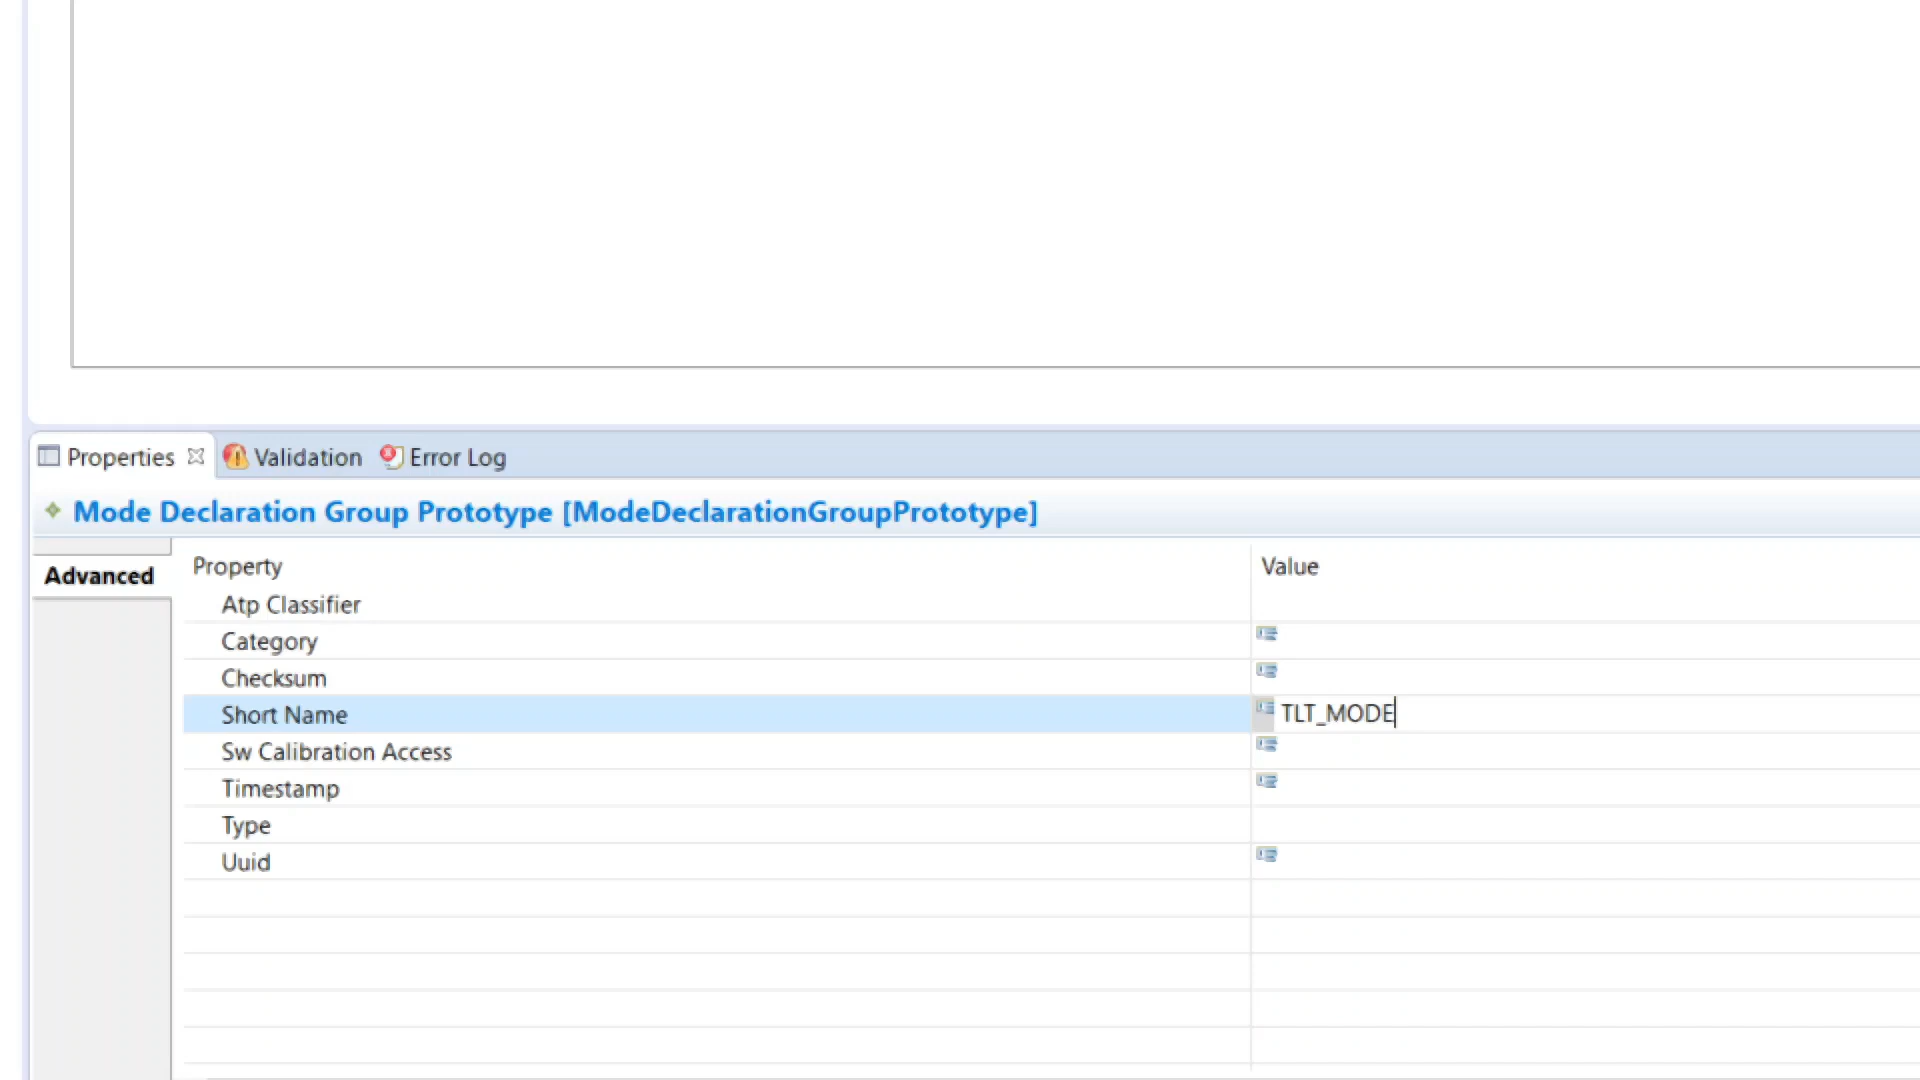 Properties Validation Error Log
Mode Declaration Group Prototype [ModeDeclarationGroupPrototype]
Advanced
Property Value
Atp Classifier
Category
Checksum
Short Name TLT_MODE
Sw Calibration Access
Timestamp
Type
Uuid